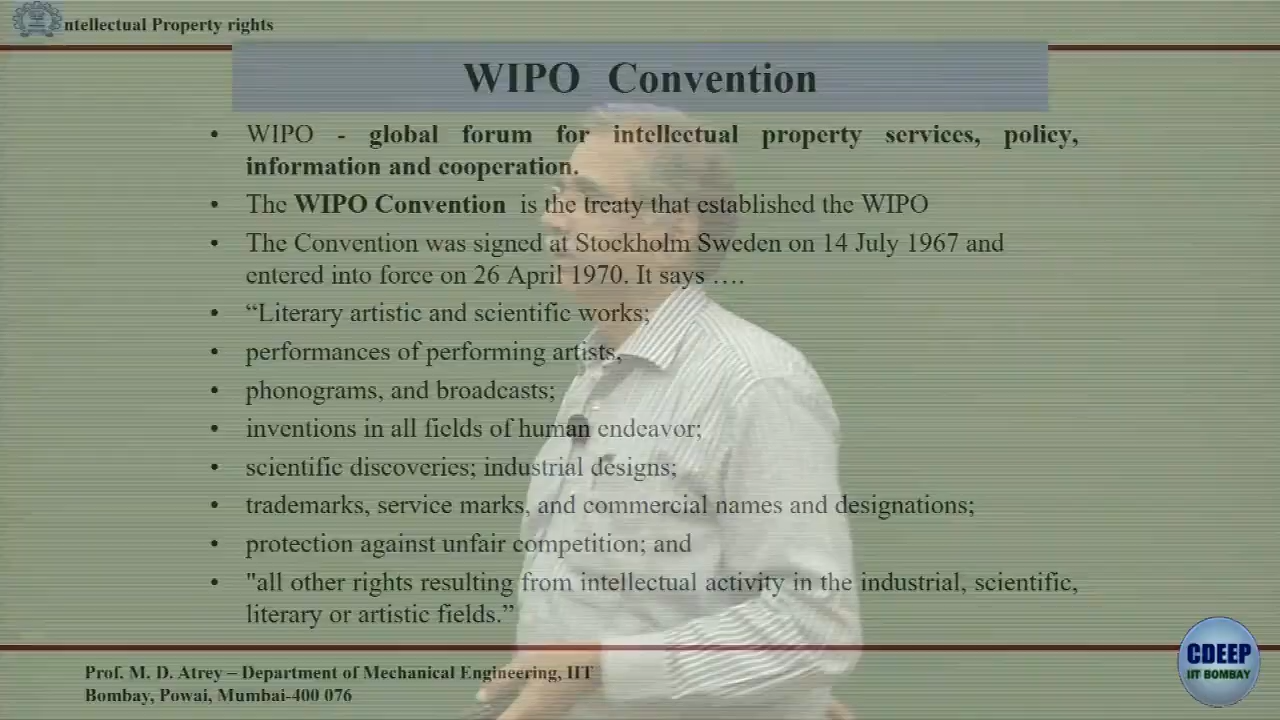 ntellectual Property rights
WIPO Convention
• WIPO - global forum for intellectual property services, policy,
information and cooperation.
• The WIPO Convention is the treaty that established the WIPO
• The Convention was signed at Stockholm Sweden on 14 July 1967 and
entered into force on 26 April 1970. It says ….
• “Literary artistic and scientific works;
• performances of performing artists,
• phonograms, and broadcasts;
• inventions in all fields of human endeavor;
• scientific discoveries; industrial designs;
• trademarks, service marks, and commercial names and designations;
• protection against unfair competition; and
• "all other rights resulting from intellectual activity in the industrial, scientific,
literary or artistic fields.”
Prof. M. D. Atrey – Department of Mechanical Engineering, IIT
Bombay, Powai, Mumbai-400 076
CDEEP
IIT BOMBAY